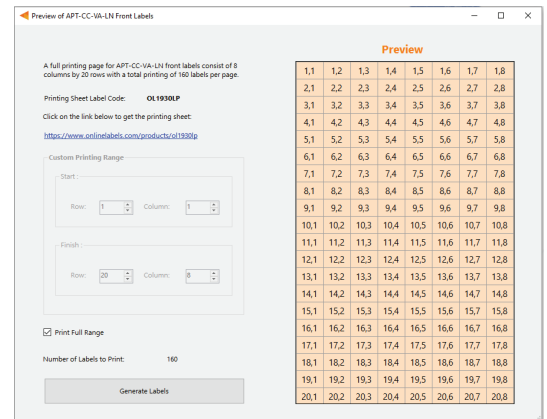 Preview of APT-CC-VA-LN Front Labels
A full printing page for APT-CC-VA-LN front labels consist of 8
columns by 20 rows with a total printing of 160 labels per page.
Printing Sheet Label Code: OL1930LP
Click on the link below to get the printing sheet:
https://www.onlinelabels.com/products/ol1930lp
Custom Printing Range
Start :
Row: 1 Column: 1
Finish :
Row: 20 Column: 8
Print Full Range
Number of Labels to Print: 160
Generate Labels
Preview
1,1 1,2 1,3 1,4 1,5 1,6 1,7 1,8
2,1 2,2 2,3 2,4 2,5 2,6 2,7 2,8
3,1 3,2 3,3 3,4 3,5 3,6 3,7 3,8
4,1 4,2 4,3 4,4 4,5 4,6 4,7 4,8
5,1 5,2 5,3 5,4 5,5 5,6 5,7 5,8
6,1 6,2 6,3 6,4 6,5 6,6 6,7 6,8
7,1 7,2 7,3 7,4 7,5 7,6 7,7 7,8
8,1 8,2 8,3 8,4 8,5 8,6 8,7 8,8
9,1 9,2 9,3 9,4 9,5 9,6 9,7 9,8
10,1 10,2 10,3 10,4 10,5 10,6 10,7 10,8
11,1 11,2 11,3 11,4 11,5 11,6 11,7 11,8
12,1 12,2 12,3 12,4 12,5 12,6 12,7 12,8
13,1 13,2 13,3 13,4 13,5 13,6 13,7 13,8
14,1 14,2 14,3 14,4 14,5 14,6 14,7 14,8
15,1 15,2 15,3 15,4 15,5 15,6 15,7 15,8
16,1 16,2 16,3 16,4 16,5 16,6 16,7 16,8
17,1 17,2 17,3 17,4 17,5 17,6 17,7 17,8
18,1 18,2 18,3 18,4 18,5 18,6 18,7 18,8
19,1 19,2 19,3 19,4 19,5 19,6 19,7 19,8
20,1 20,2 20,3 20,4 20,5 20,6 20,7 20,8